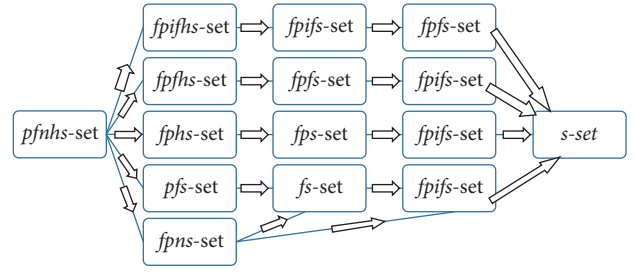 fpifhs-set fpifs-set fpfs-set
fpfhs-set fpfs-set fpifs-set
pfnhs-set fphs-set fps-set fpifs-set s-set
pfs-set fs-set fpifs-set
fpns-set